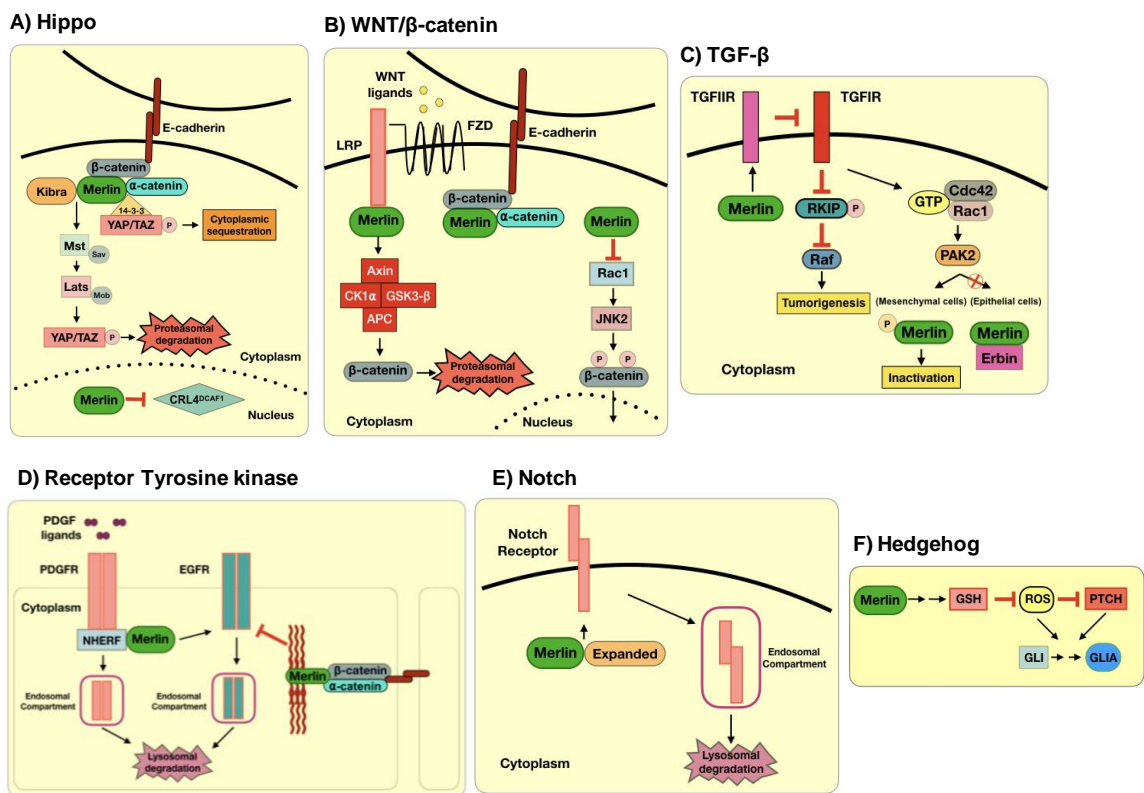 A) Hippo
E-cadherin
β-catenin
Kibra
Merlin
α-catenin
14-3-3
YAP/TAZ
P
Cytoplasmic
sequestration
Mst
Sav
Lats
Mob
YAP/TAZ
P
Proteasomal
degradation
Cytoplasm
Merlin
CRL4ᴰᶜᴬᶠ¹
Nucleus
B) WNT/β-catenin
WNT
ligands
FZD
E-cadherin
LRP
β-catenin
Merlin
Merlin
α-catenin
Merlin
Axin
CK1α
GSK3-β
APC
Rac1
JNK2
P
P
β-catenin
Proteasomal
degradation
β-catenin
Cytoplasm
Nucleus
C) TGF-β
TGFIIR
TGFIR
Merlin
RKIP
P
GTP
Cdc42
Rac1
Raf
PAK2
Tumorigenesis
(Mesenchymal cells)
(Epithelial cells)
P
Merlin
Merlin
Erbin
Cytoplasm
Inactivation
D) Receptor Tyrosine kinase
PDGF
ligands
PDGFR
EGFR
Cytoplasm
NHERF
Merlin
Merlin
β-catenin
α-catenin
Endosomal
Compartment
Endosomal
Compartment
Lysosomal
degradation
E) Notch
Notch
Receptor
Merlin
Expanded
Endosomal
Compartment
Lysosomal
degradation
Cytoplasm
F) Hedgehog
Merlin
GSH
ROS
PTCH
GLI
GLIA